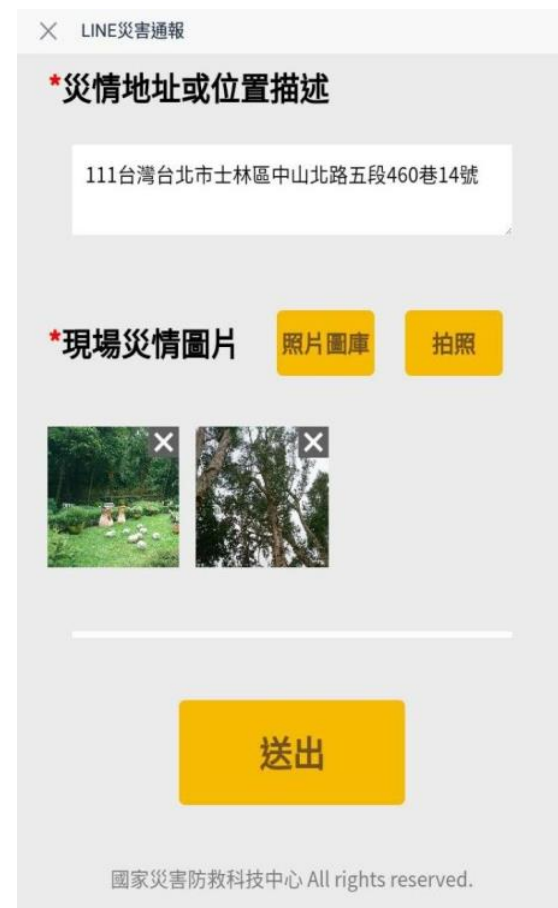 LINE災害通報
*災情地址或位置描述
111台灣台北市士林區中山北路五段460巷14號
*現場災情圖片
照片圖庫
拍照
送出
國家災害防救科技中心 All rights reserved.